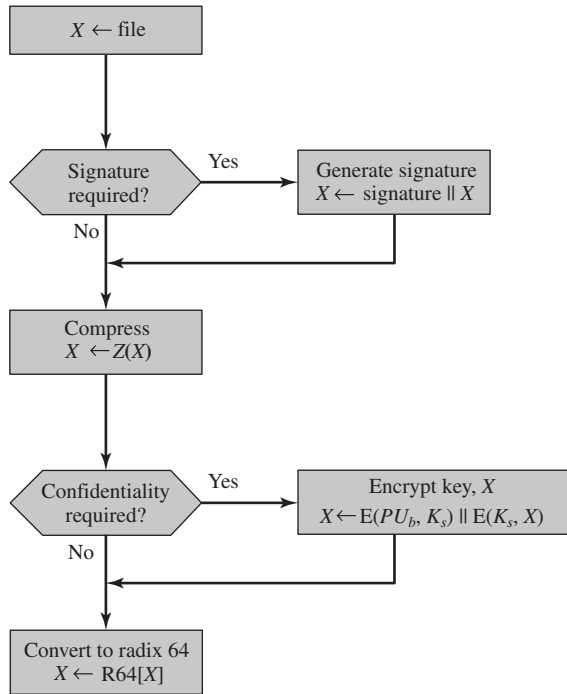 X ← file
Signature
required?
Yes
Generate signature
X ← signature || X
No
Compress
X ← Z(X)
Confidentiality
required?
Yes
Encrypt key, X
X ← E(PU_b, K_s) || E(K_s, X)
No
Convert to radix 64
X ← R64[X]